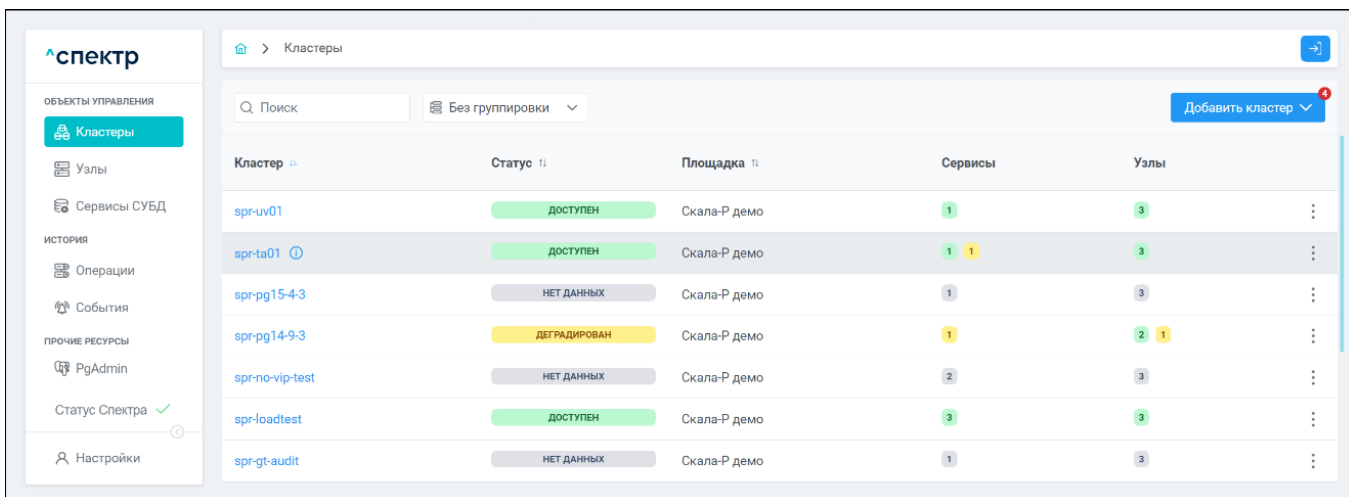 ^спектр
ОБЪЕКТЫ УПРАВЛЕНИЯ
Кластеры
Узлы
Сервисы СУБД
ИСТОРИЯ
Операции
События
ПРОЧИЕ РЕСУРСЫ
PgAdmin
Статус Спектра
Настройки
> Кластеры
Поиск Без группировки Добавить кластер 4
Кластер Статус Площадка Сервисы Узлы
spr-uv01 ДОСТУПЕН Скала-Р демо 1 3
spr-ta01 ДОСТУПЕН Скала-Р демо 1 1 3
spr-pg15-4-3 НЕТ ДАННЫХ Скала-Р демо 1 3
spr-pg14-9-3 ДЕГРАДИРОВАН Скала-Р демо 1 2 1
spr-no-vip-test НЕТ ДАННЫХ Скала-Р демо 2 3
spr-loadtest ДОСТУПЕН Скала-Р демо 3 3
spr-gt-audit НЕТ ДАННЫХ Скала-Р демо 1 3